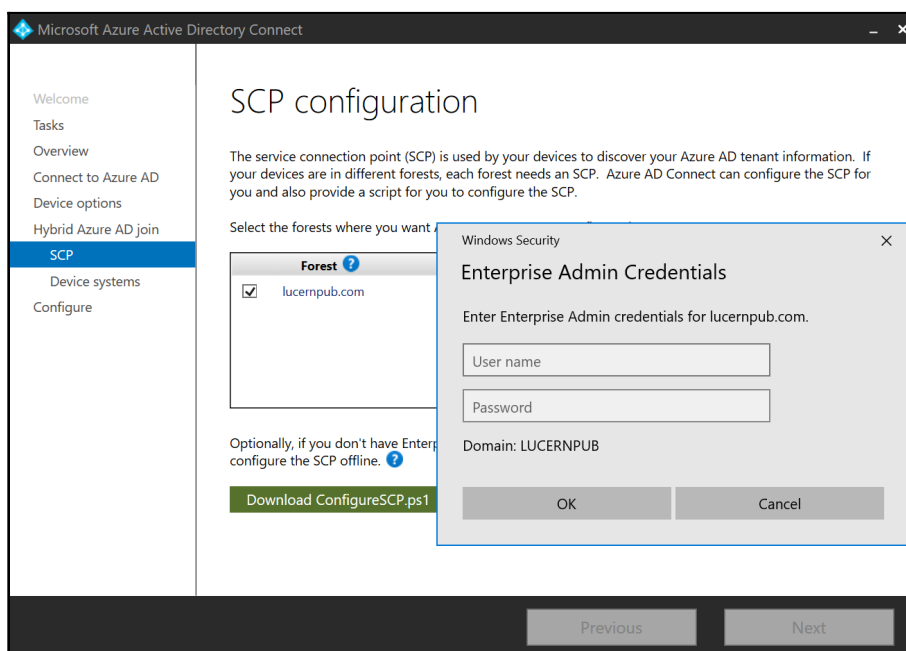 Microsoft Azure Active Directory Connect
Welcome
Tasks
Overview
Connect to Azure AD
Device options
Hybrid Azure AD join
SCP
Device systems
Configure
SCP configuration
The service connection point (SCP) is used by your devices to discover your Azure AD tenant information. If
your devices are in different forests, each forest needs an SCP. Azure AD Connect can configure the SCP for
you and also provide a script for you to configure the SCP.
Select the forests where you want
Forest ?
lucernpub.com
Optionally, if you don't have Enterp
configure the SCP offline. ?
Download ConfigureSCP.ps1
Windows Security
Enterprise Admin Credentials
Enter Enterprise Admin credentials for lucernpub.com.
User name
Password
Domain: LUCERNPUB
OK
Cancel
Previous
Next